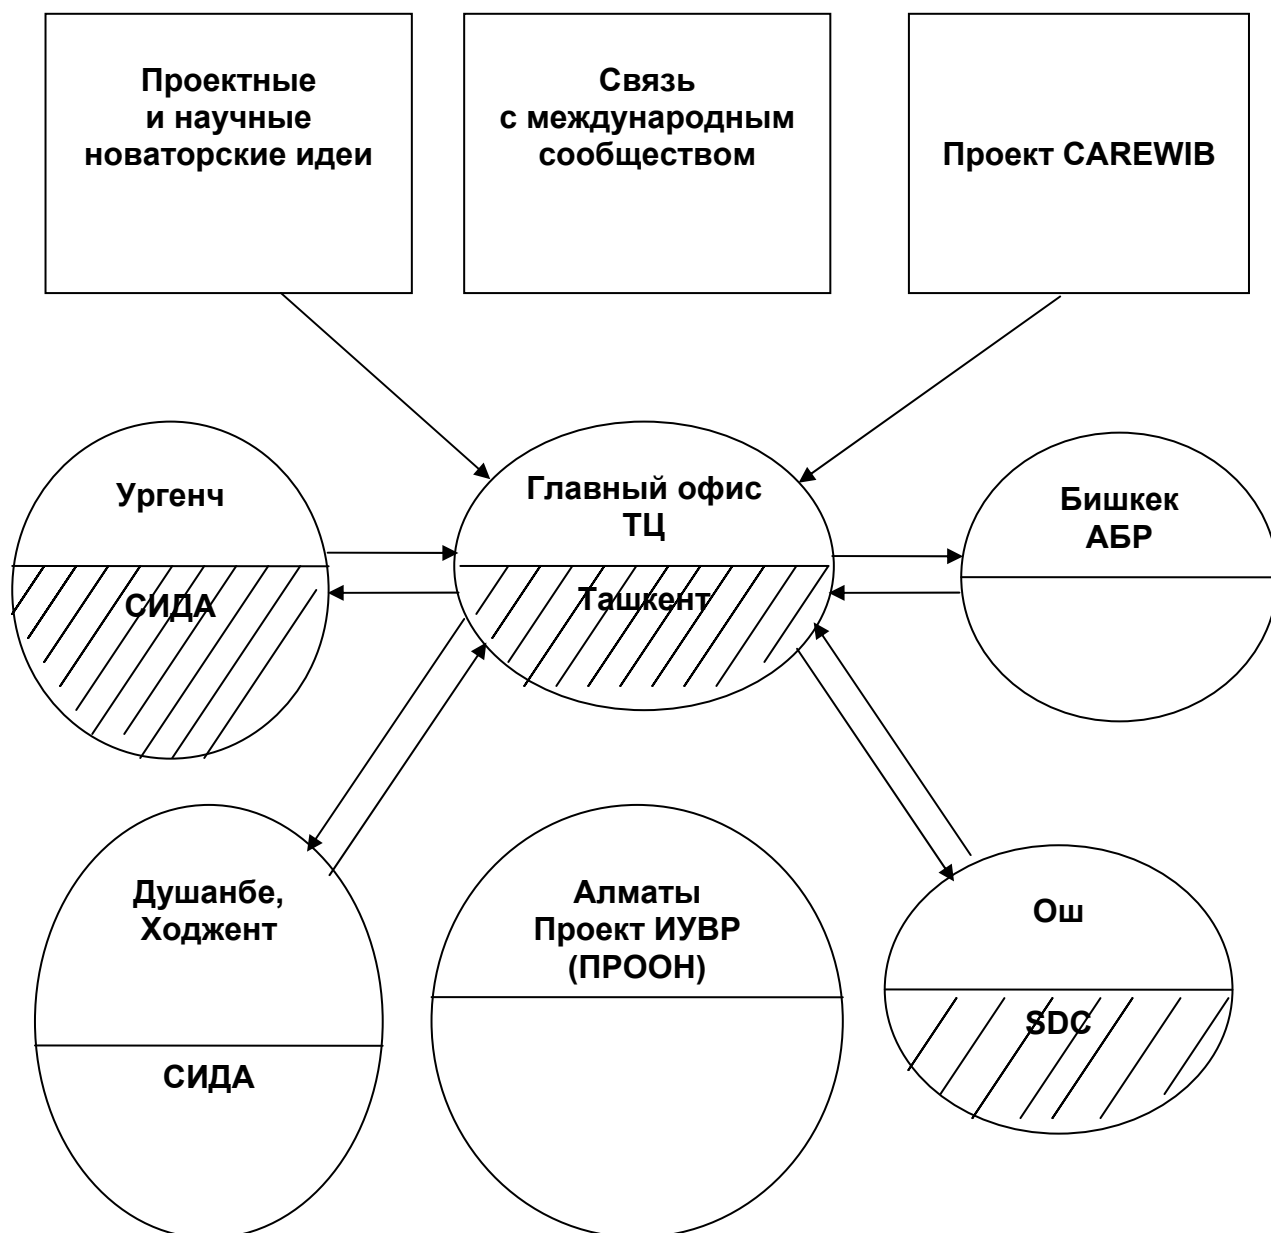 Проектные
и научные
новаторские идеи
Связь
с международным
сообществом
Проект CAREWIB
Ургенч
СИДА
Главный офис
ТЦ
Ташкент
Бишкек
АБР
Душанбе,
Ходжент
СИДА
Алматы
Проект ИУВР
(ПРООН)
Ош
SDC